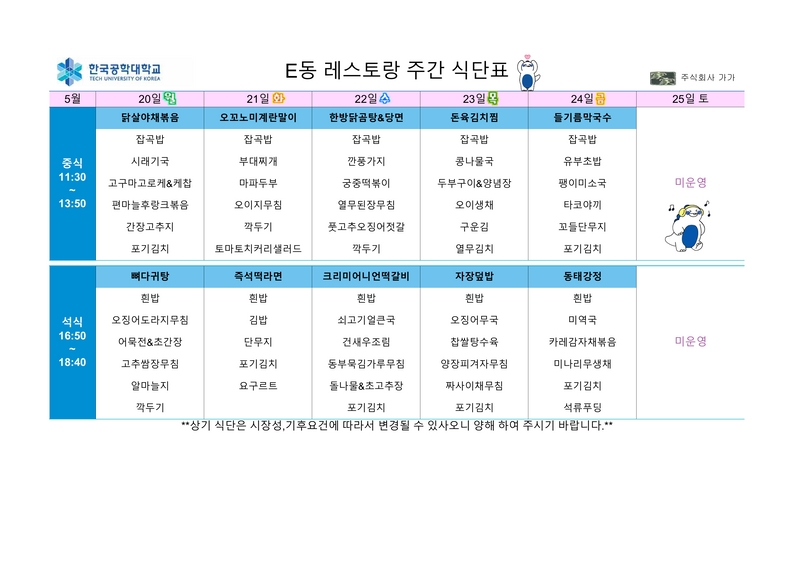 한국공학대학교
TECH UNIVERSITY OF KOREA
E동 레스토랑 주간 식단표
주식회사 가가
5월 20일 월 21일 화 22일 수 23일 목 24일 금 25일 토
중식
11:30
~
13:50
닭살야채볶음 오꼬노미계란말이 한방닭곰탕&당면 돈육김치찜 들기름막국수
잡곡밥 잡곡밥 잡곡밥 잡곡밥 잡곡밥
시래기국 부대찌개 깐풍가지 콩나물국 유부초밥
고구마고로케&케찹 마파두부 궁중떡볶이 두부구이&양념장 팽이미소국
편마늘후랑크볶음 오이지무침 열무된장무침 오이생채 타코야끼
간장고추지 깍두기 풋고추오징어젓갈 구운김 꼬들단무지
포기김치 토마토치커리샐러드 깍두기 열무김치 포기김치
미운영
석식
16:50
~
18:40
뼈다귀탕 즉석떡라면 크리미어니언떡갈비 자장덮밥 동태강정
흰밥 흰밥 흰밥 흰밥 흰밥
오징어도라지무침 김밥 쇠고기얼큰국 오징어무국 미역국
어묵전&초간장 단무지 건새우조림 찹쌀탕수육 카레감자채볶음
고추쌈장무침 포기김치 동부묵김가루무침 양장피겨자무침 미나리무생채
알마늘지 요구르트 돌나물&초고추장 짜사이채무침 포기김치
깍두기 포기김치 포기김치 석류푸딩
미운영
**상기 식단은 시장성,기후요건에 따라서 변경될 수 있사오니 양해 하여 주시기 바랍니다.**